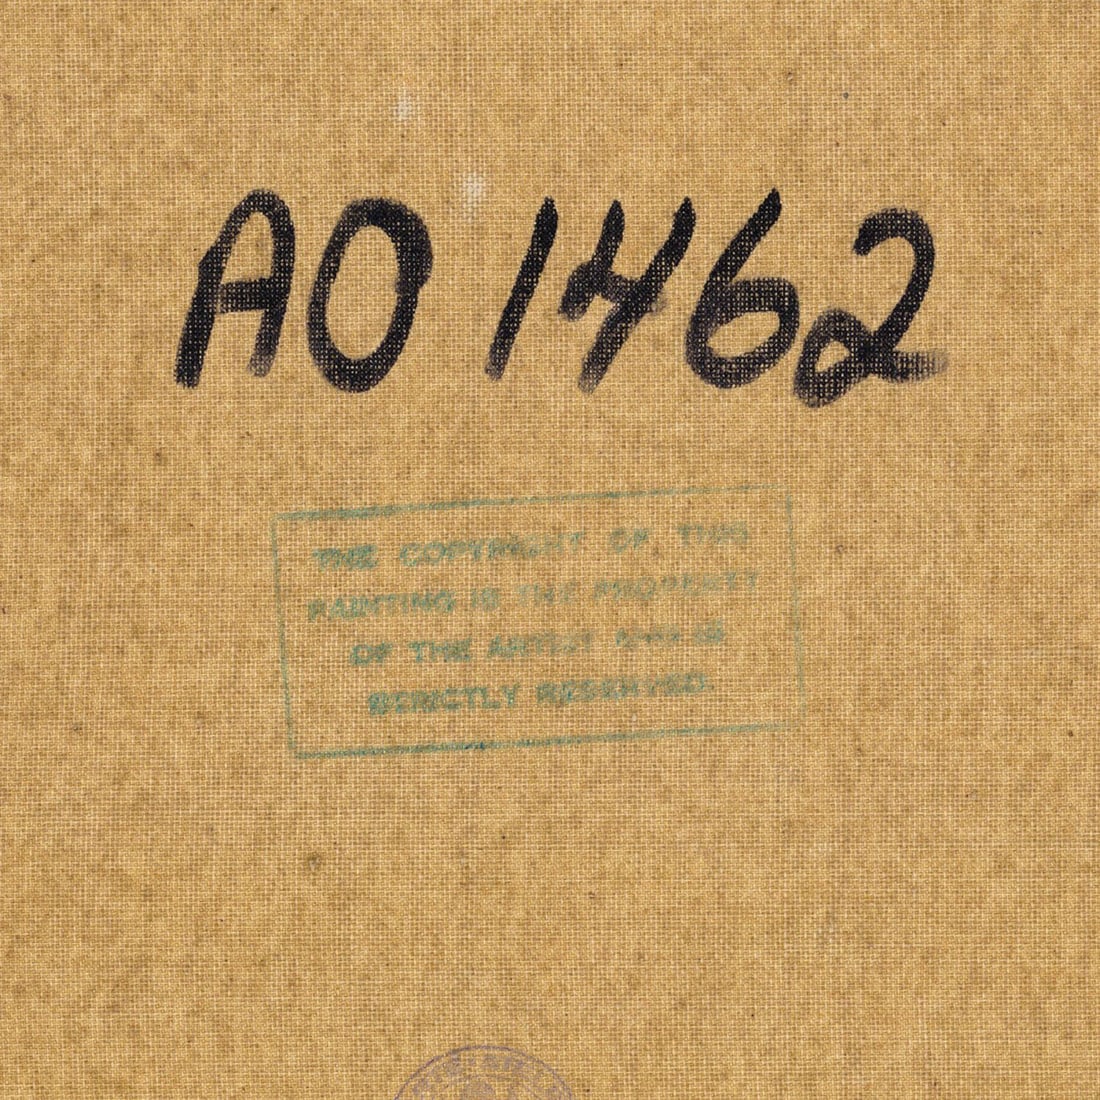 AO 1462
THE COPYRIGHT OF THIS
PAINTING IS THE PROPERTY
OF THE ARTIST AND IS
STRICTLY RESERVED.